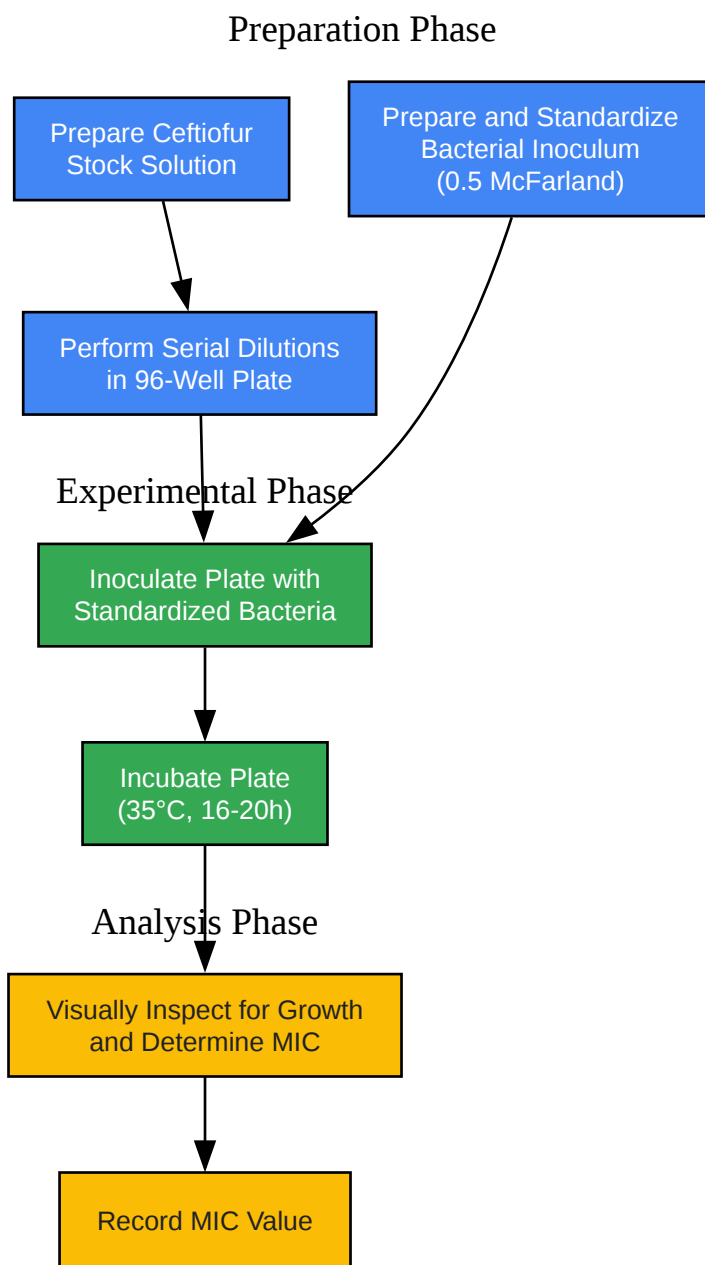 Preparation Phase
Prepare Ceftiofur
Stock Solution
Prepare and Standardize
Bacterial Inoculum
(0.5 McFarland)
Perform Serial Dilutions
in 96-Well Plate
Experimental Phase
Inoculate Plate with
Standardized Bacteria
Incubate Plate
(35°C, 16-20h)
Analysis Phase
Visually Inspect for Growth
and Determine MIC
Record MIC Value